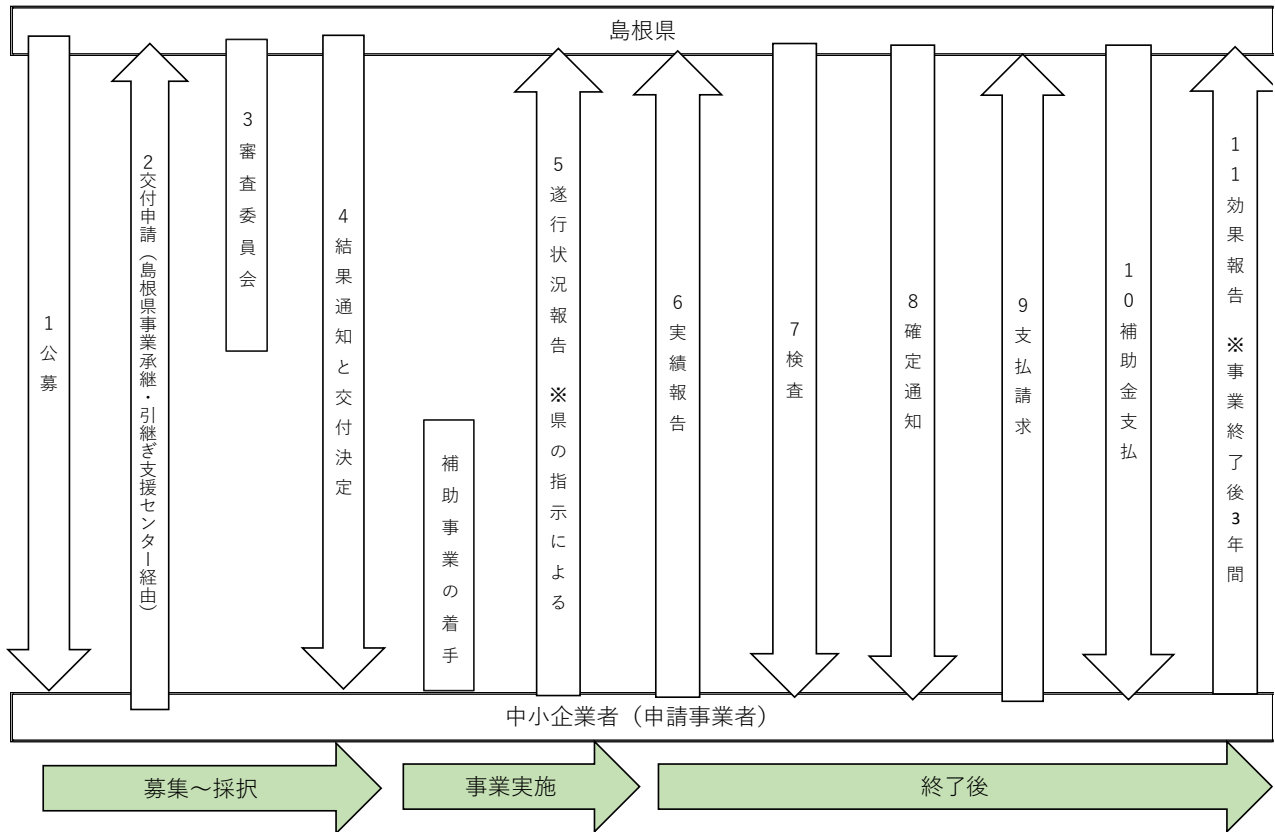 島根県
1公募
2交付申請（島根県事業承継・引継ぎ支援センター経由）
3審査委員会
4結果通知と交付決定
補助事業の着手
5遂行状況報告　※県の指示による
6実績報告
7検査
8確定通知
9支払請求
10補助金支払
11効果報告　※事業終了後3年間
中小企業者（申請事業者）
募集～採択
事業実施
終了後